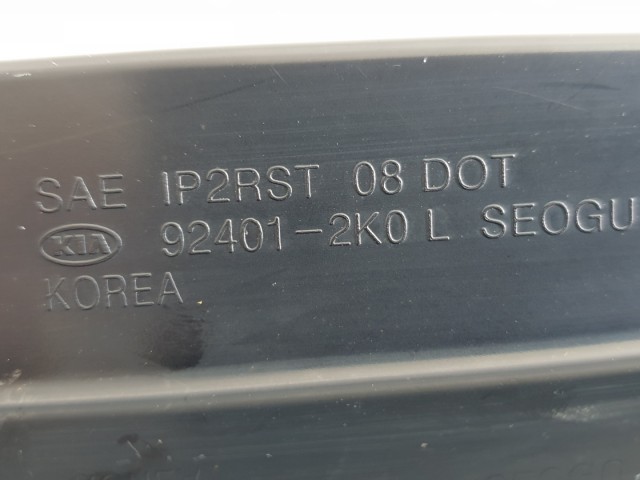 SAE IP2RST 08 DOT
KIA 92401-2K0 L SEOGU
KOREA